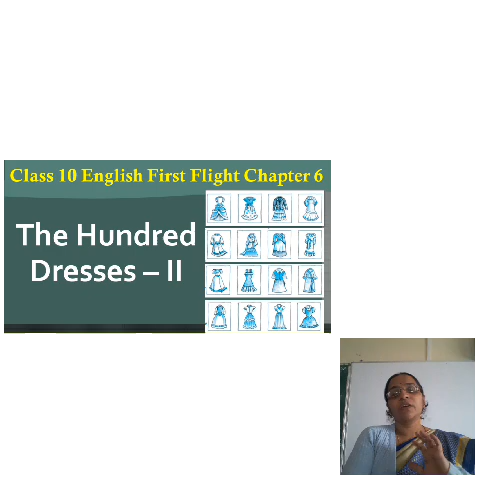 Class 10 English First Flight Chapter 6
The Hundred
Dresses – II